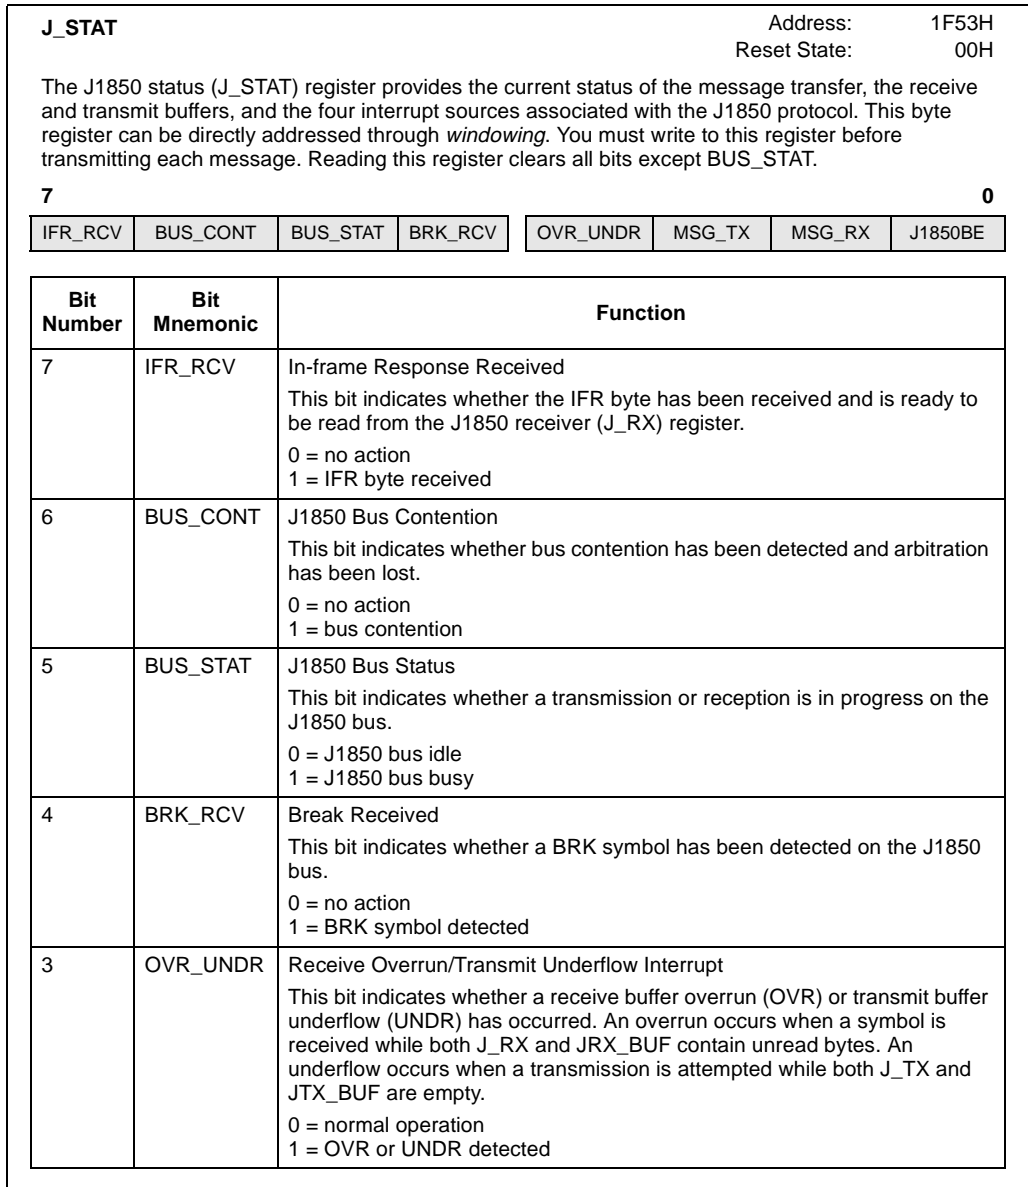 J_STAT Address: 1F53H
Reset State: 00H
The J1850 status (J_STAT) register provides the current status of the message transfer, the receive
and transmit buffers, and the four interrupt sources associated with the J1850 protocol. This byte
register can be directly addressed through windowing. You must write to this register before
transmitting each message. Reading this register clears all bits except BUS_STAT.
7 0
IFR_RCV BUS_CONT BUS_STAT BRK_RCV OVR_UNDR MSG_TX MSG_RX J1850BE
Bit Number Bit Mnemonic Function
7 IFR_RCV In-frame Response Received
This bit indicates whether the IFR byte has been received and is ready to
be read from the J1850 receiver (J_RX) register.
0 = no action
1 = IFR byte received
6 BUS_CONT J1850 Bus Contention
This bit indicates whether bus contention has been detected and arbitration
has been lost.
0 = no action
1 = bus contention
5 BUS_STAT J1850 Bus Status
This bit indicates whether a transmission or reception is in progress on the
J1850 bus.
0 = J1850 bus idle
1 = J1850 bus busy
4 BRK_RCV Break Received
This bit indicates whether a BRK symbol has been detected on the J1850
bus.
0 = no action
1 = BRK symbol detected
3 OVR_UNDR Receive Overrun/Transmit Underflow Interrupt
This bit indicates whether a receive buffer overrun (OVR) or transmit buffer
underflow (UNDR) has occurred. An overrun occurs when a symbol is
received while both J_RX and JRX_BUF contain unread bytes. An
underflow occurs when a transmission is attempted while both J_TX and
JTX_BUF are empty.
0 = normal operation
1 = OVR or UNDR detected